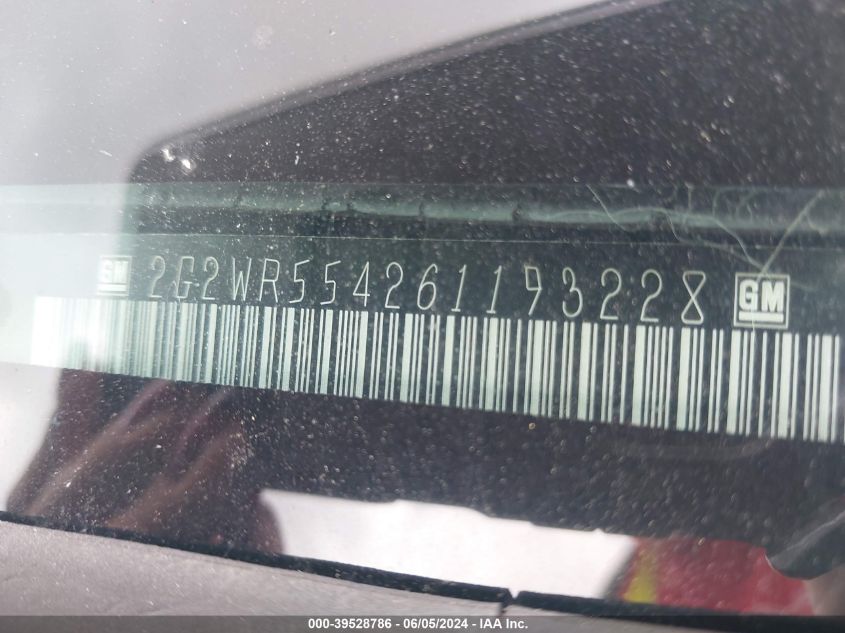 GM 2G2WR554261193228 GM
000-39528786 - 06/05/2024 - IAA Inc.